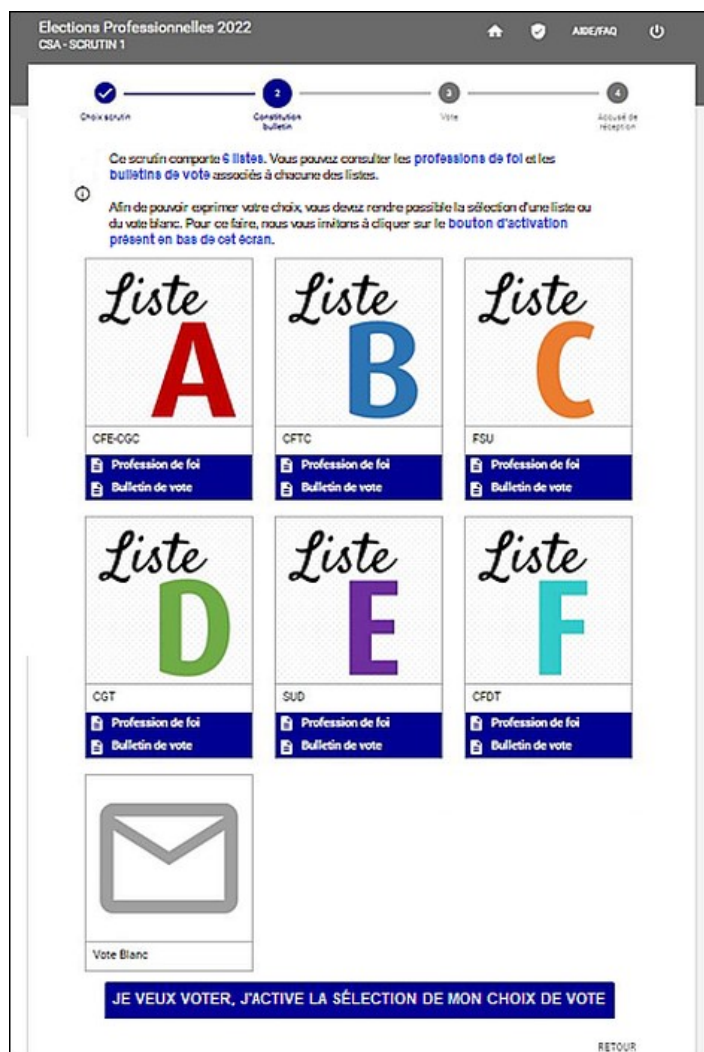 Elections Professionnelles 2022
CSA - SCRUTIN 1
AIDE/FAQ
2
3
4
Choix scrutin
Constitution bulletin
Vote
Accusé de réception
Ce scrutin comporte 6 listes. Vous pouvez consulter les professions de foi et les
bulletins de vote associés à chacune des listes.
Afin de pouvoir exprimer votre choix, vous devez rendre possible la sélection d'une liste ou
du vote blanc. Pour ce faire, nous vous invitons à cliquer sur le bouton d'activation
présent en bas de cet écran.
Liste A
Liste B
Liste C
CFE-CGC
CFTC
FSU
Profession de foi
Profession de foi
Profession de foi
Bulletin de vote
Bulletin de vote
Bulletin de vote
Liste D
Liste E
Liste F
CGT
SUD
CFDT
Profession de foi
Profession de foi
Profession de foi
Bulletin de vote
Bulletin de vote
Bulletin de vote
Vote Blanc
JE VEUX VOTER, J'ACTIVE LA SÉLECTION DE MON CHOIX DE VOTE
RETOUR